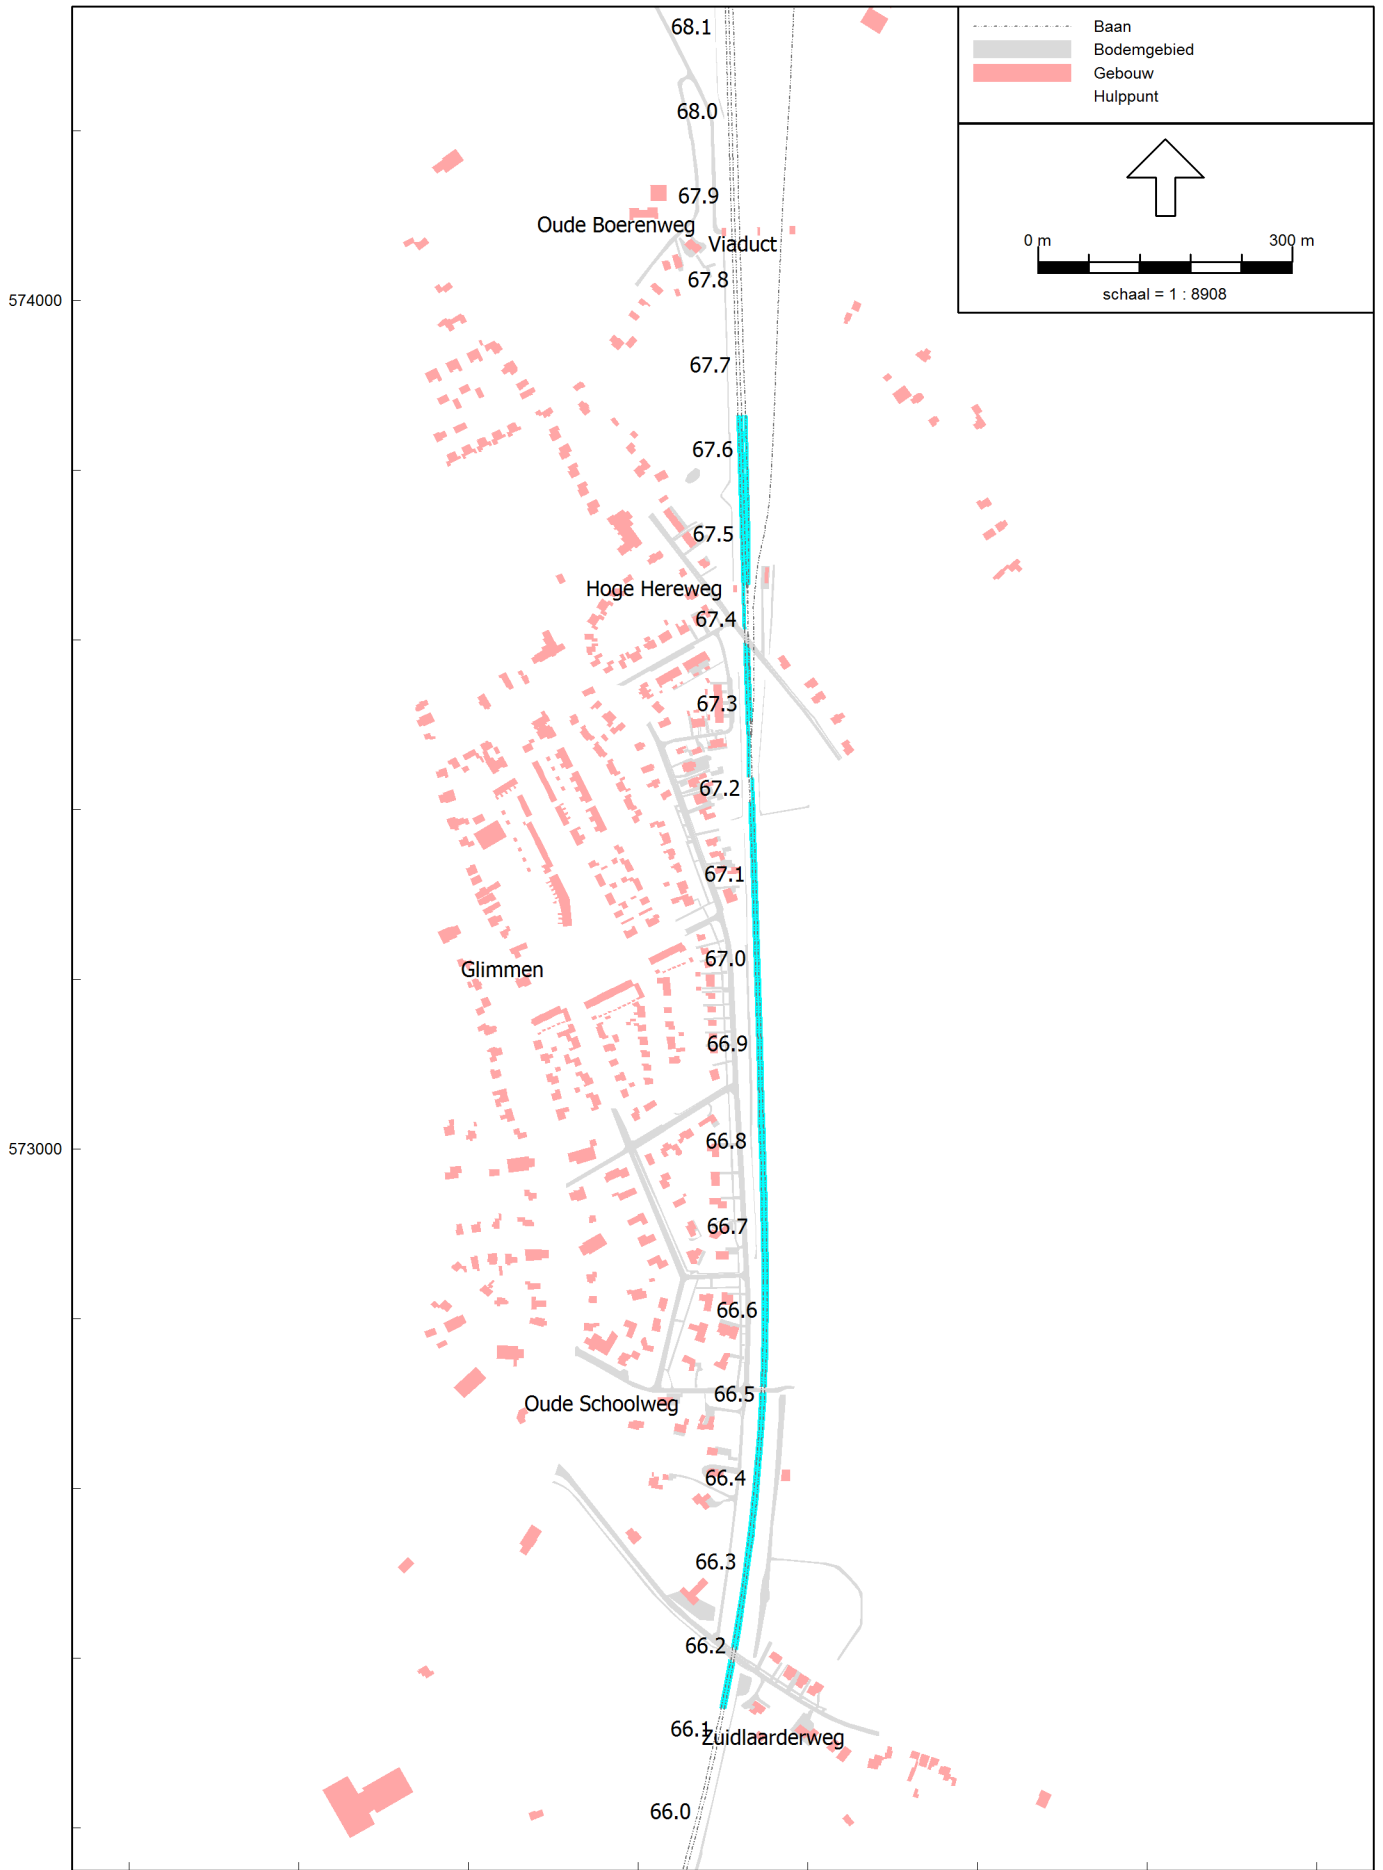 68.1
Baan
Bodemgebied
Gebouw
Hulppunt
68.0
67.9
Oude Boerenweg
Viaduct
0 m 300 m
67.8
schaal = 1 : 8908
574000
67.7
67.6
67.5
Hoge Hereweg
67.4
67.3
67.2
67.1
67.0
Glimmen
66.9
66.8
573000
66.7
66.6
66.5
Oude Schoolweg
66.4
66.3
66.2
66.1
Zuidlaarderweg
66.0